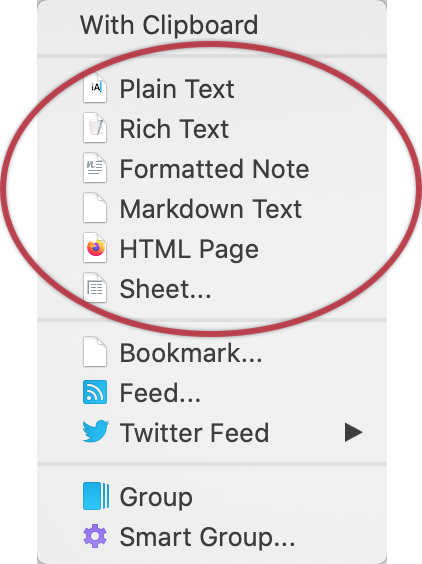 With Clipboard
Plain Text
Rich Text
Formatted Note
Markdown Text
HTML Page
Sheet...
Bookmark...
Feed...
Twitter Feed
Group
Smart Group...